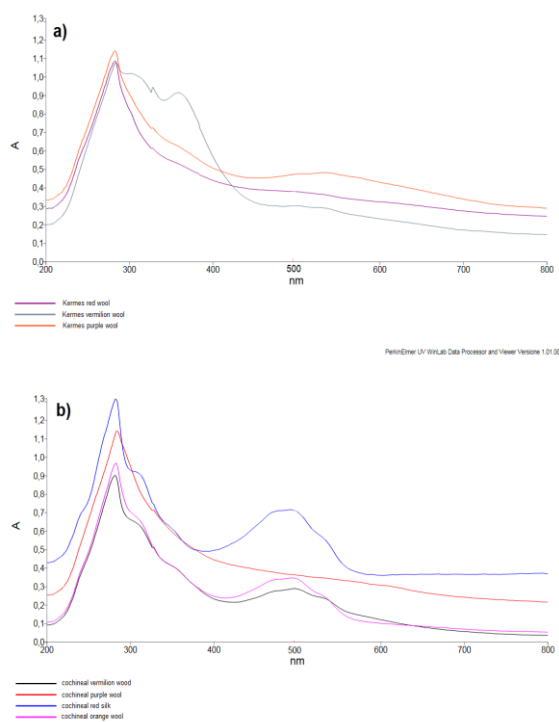 a)
1,4
1,3
1,2
1,1
1,0
0,9
0,8
0,7
0,6
0,5
0,4
0,3
0,2
0,1
0,0
A
200 300 400 500 600 700 800
nm
Kermes red wool
Kermes vermilion wool
Kermes purple wool
PerkinElmer UV WinLab Data Processor and Viewer Versione 1.01.00
b)
1,3
1,2
1,1
1,0
0,9
0,8
0,7
0,6
0,5
0,4
0,3
0,2
0,1
0,0
A
200 300 400 500 600 700 800
nm
cochineal vermilion wood
cochineal purple wool
cochineal red silk
cochineal orange wool